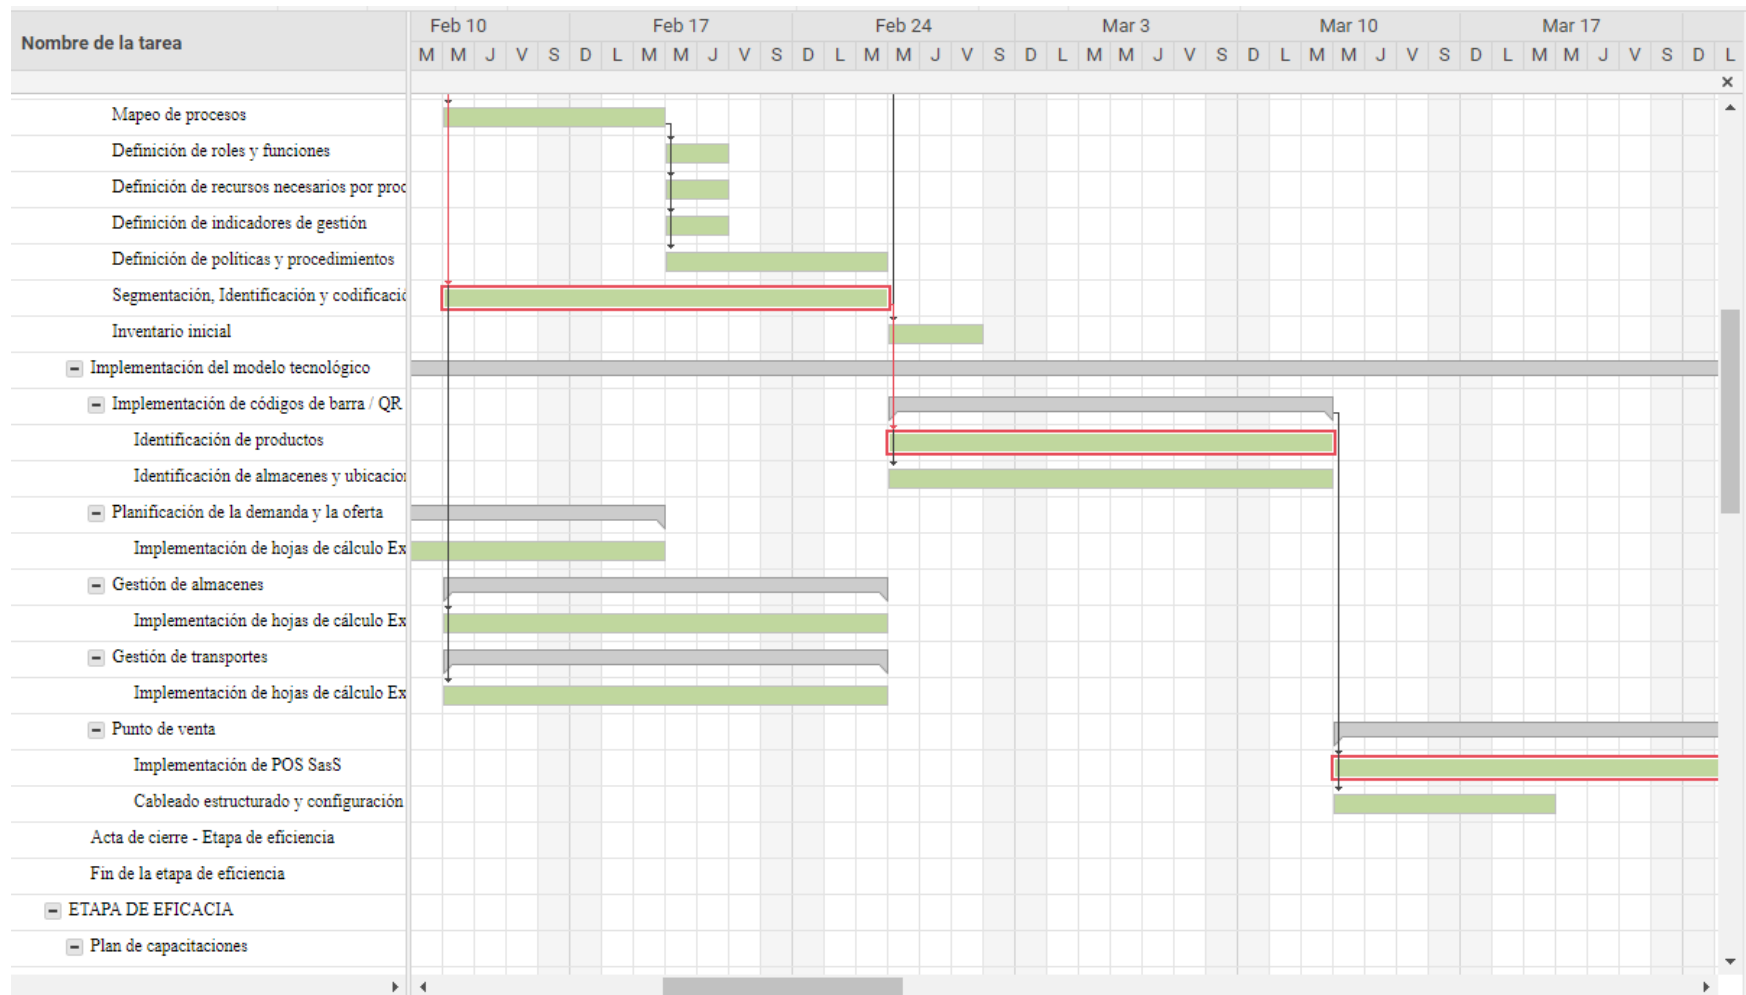 Nombre de la tarea
Feb 10 Feb 17 Feb 24 Mar 3 Mar 10 Mar 17
M M J V S D L M M J V S D L M M J V S D L M M J V S D L M M J V S D L M M J V S D L
Mapeo de procesos
Definición de roles y funciones
Definición de recursos necesarios por proc
Definición de indicadores de gestión
Definición de políticas y procedimientos
Segmentación, Identificación y codificació
Inventario inicial
Implementación del modelo tecnológico
Implementación de códigos de barra / QR
Identificación de productos
Identificación de almacenes y ubicacion
Planificación de la demanda y la oferta
Implementación de hojas de cálculo Ex
Gestión de almacenes
Implementación de hojas de cálculo Ex
Gestión de transportes
Implementación de hojas de cálculo Ex
Punto de venta
Implementación de POS SasS
Cableado estructurado y configuración
Acta de cierre - Etapa de eficiencia
Fin de la etapa de eficiencia
ETAPA DE EFICACIA
Plan de capacitaciones